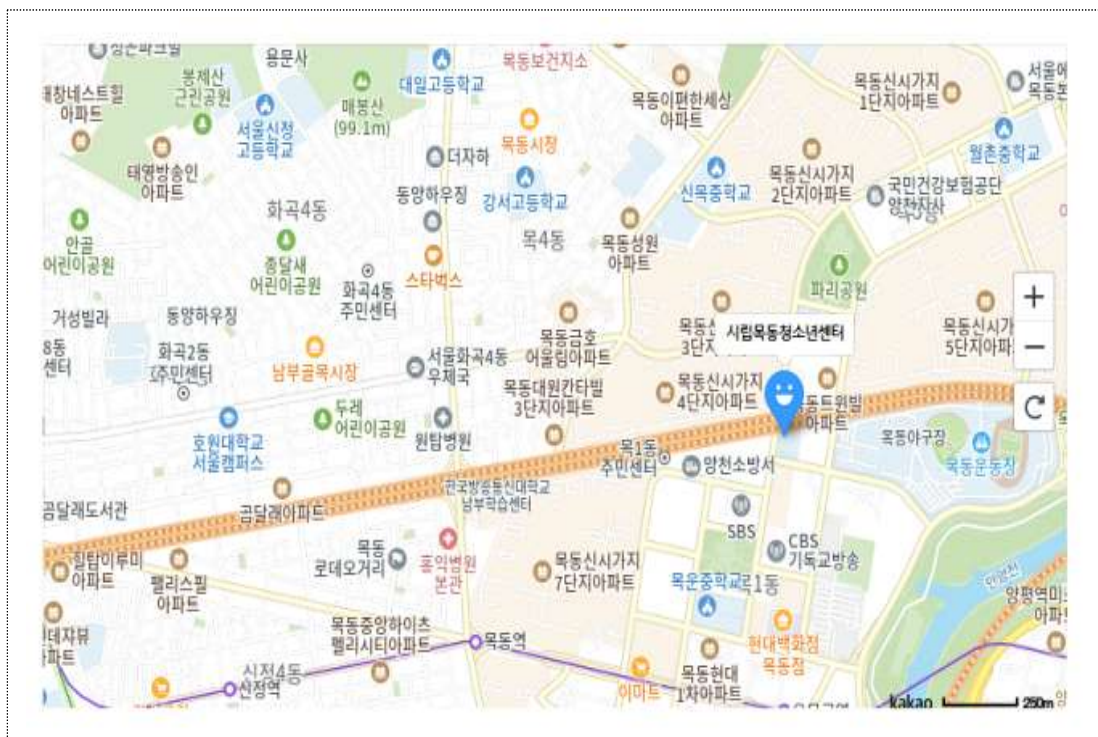 용문사
대일고등학교
목동보건지소
봉제산
근린공원
매봉산
(99.1m)
서울신정
고등학교
아파트
태영방송인
아파트
목동시장
더자하
동양하우징
강서고등학교
목동이편한세상
아파트
목동신시가지
1단지아파트
월촌중학교
신목중학교
목동신시가지
2단지아파트
국민건강보험공단
양천지사
화곡4동
목4동
목동성원
아파트
안골
어린이공원
종달새
어린이공원
화곡4동
주민센터
스타벅스
파리공원
거성빌라
동양하우징
8동
센터
화곡2동
주민센터
남부골목시장
서울화곡4동
우체국
목동금호
어울림아파트
3단지
시립목동청소년센터
목동신시가
5단지아파
+
−
목동대원칸타빌
3단지아파트
목동신시가지
4단지아파트
목동트윈빌
아파트
호원대학교
서울캠퍼스
두레
어린이공원
원탑병원
목1동
주민센터
양천소방서
목동야구장
목동운동장
한국방송통신대학교
남부학습센터
곰달래도서관
곰달래아파트
SBS
CBS
기독교방송
힐탑이루미
아파트
팰리스필
아파트
목동
로데오거리
홍익병원
본관
목동신시가지
7단지아파트
목운중학교
목1동
안양천
목동중앙하이츠
펠리시티아파트
목동역
현대백화점
목동점
신정4동
신정역
이마트
목동현대
1차아파트
kakao
250m